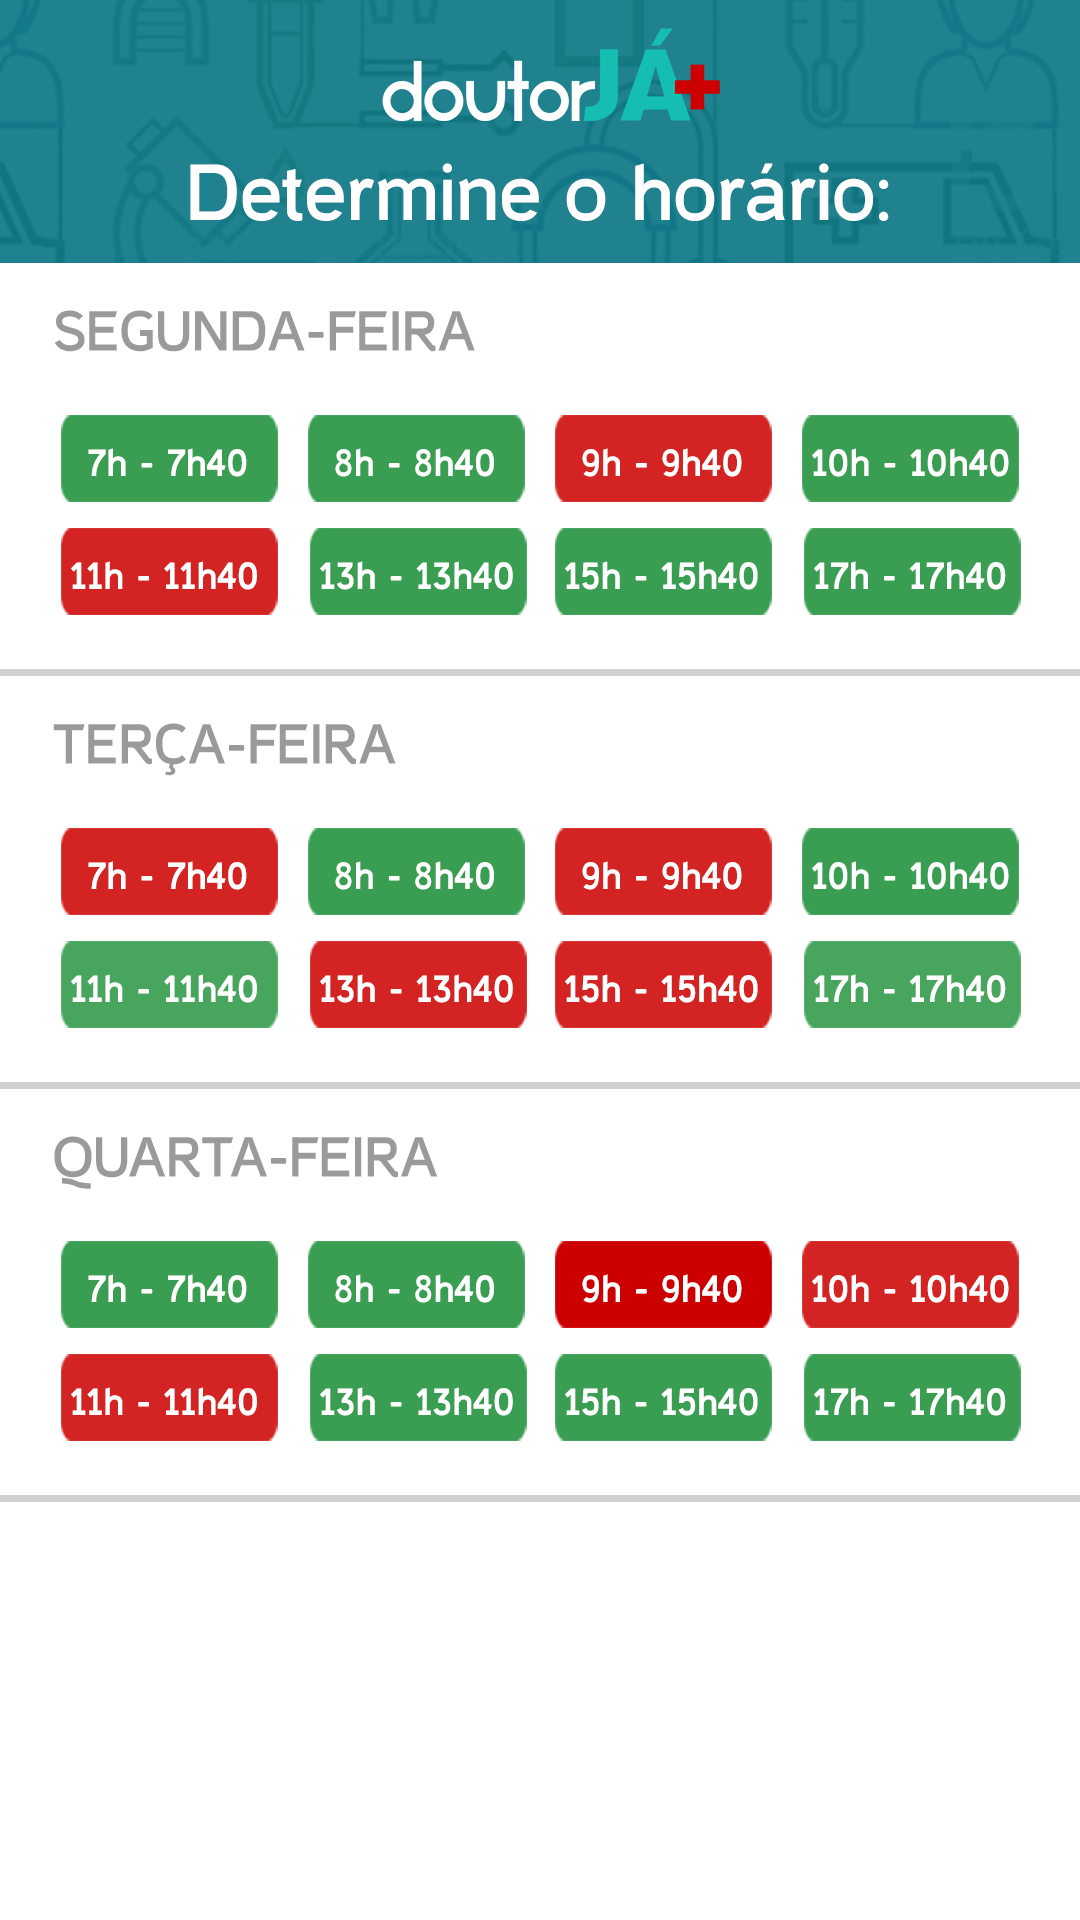 doutorJÁ+
Determine o horário:
SEGUNDA-FEIRA
7h - 7h40 8h - 8h40 9h - 9h40 10h - 10h40
11h - 11h40 13h - 13h40 15h - 15h40 17h - 17h40
TERÇA-FEIRA
7h - 7h40 8h - 8h40 9h - 9h40 10h - 10h40
11h - 11h40 13h - 13h40 15h - 15h40 17h - 17h40
QUARTA-FEIRA
7h - 7h40 8h - 8h40 9h - 9h40 10h - 10h40
11h - 11h40 13h - 13h40 15h - 15h40 17h - 17h40